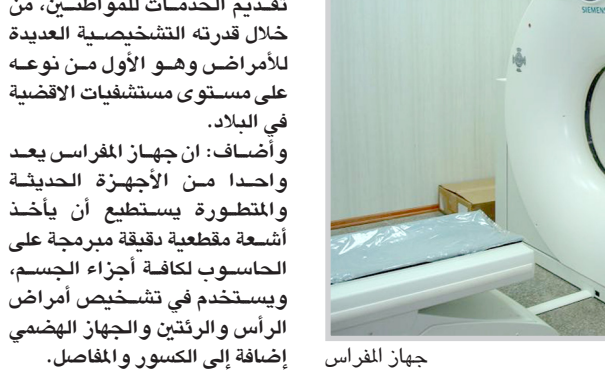 تقديم الخدمات للمواطنين، من
خلال قدرته التشخيصية العديدة
للأمراض وهو الأول من نوعه
على مستوى مستشفيات الاقضية
في البلاد.
وأضاف: ان جهاز المفراس يعد
واحدا من الأجهزة الحديثة
والمتطورة يستطيع أن يأخذ
أشعة مقطعية دقيقة مبرمجة على
الحاسوب لكافة أجزاء الجسم،
ويستخدم في تشخيص أمراض
الرأس والرئتين والجهاز الهضمي
إضافة إلى الكسور والمفاصل.
SIEMENS
جهاز المفراس